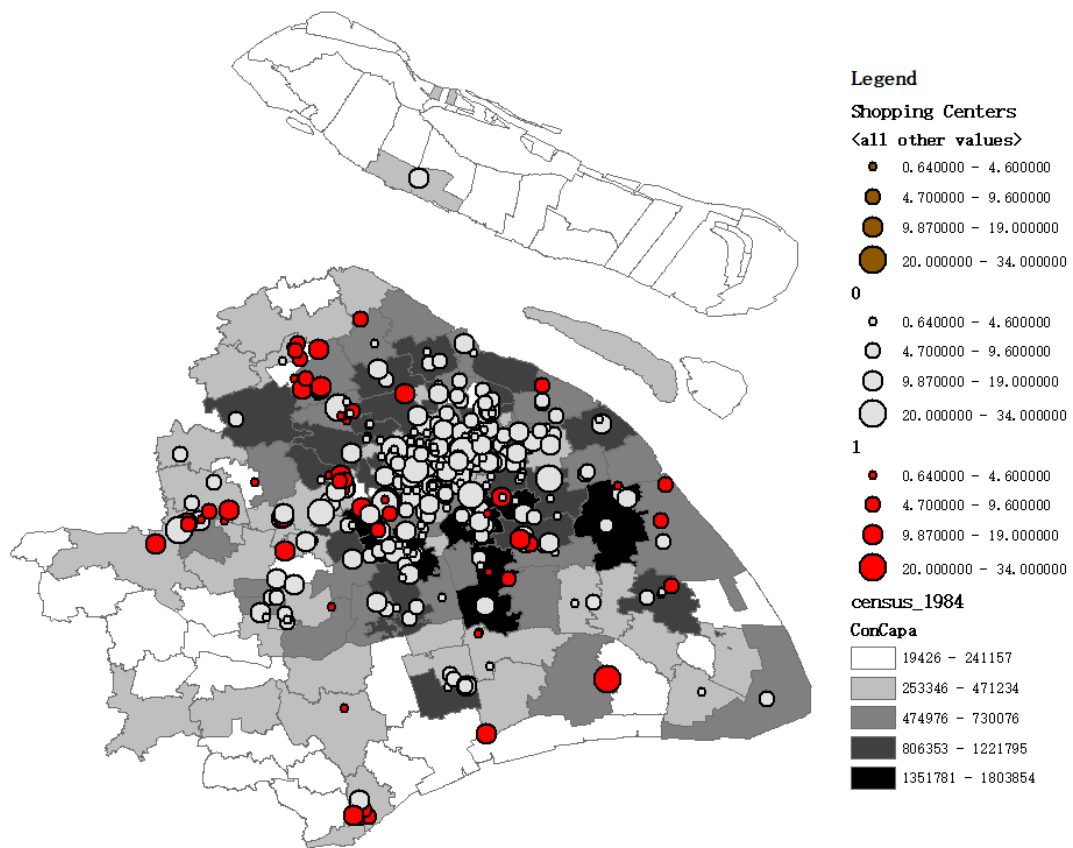 Legend
Shopping Centers
<all other values>
0.640000 - 4.600000
4.700000 - 9.600000
9.870000 - 19.000000
20.000000 - 34.000000
0
0.640000 - 4.600000
4.700000 - 9.600000
9.870000 - 19.000000
20.000000 - 34.000000
1
0.640000 - 4.600000
4.700000 - 9.600000
9.870000 - 19.000000
20.000000 - 34.000000
census_1984
ConCapa
19426 - 241157
253346 - 471234
474976 - 730076
806353 - 1221795
1351781 - 1803854